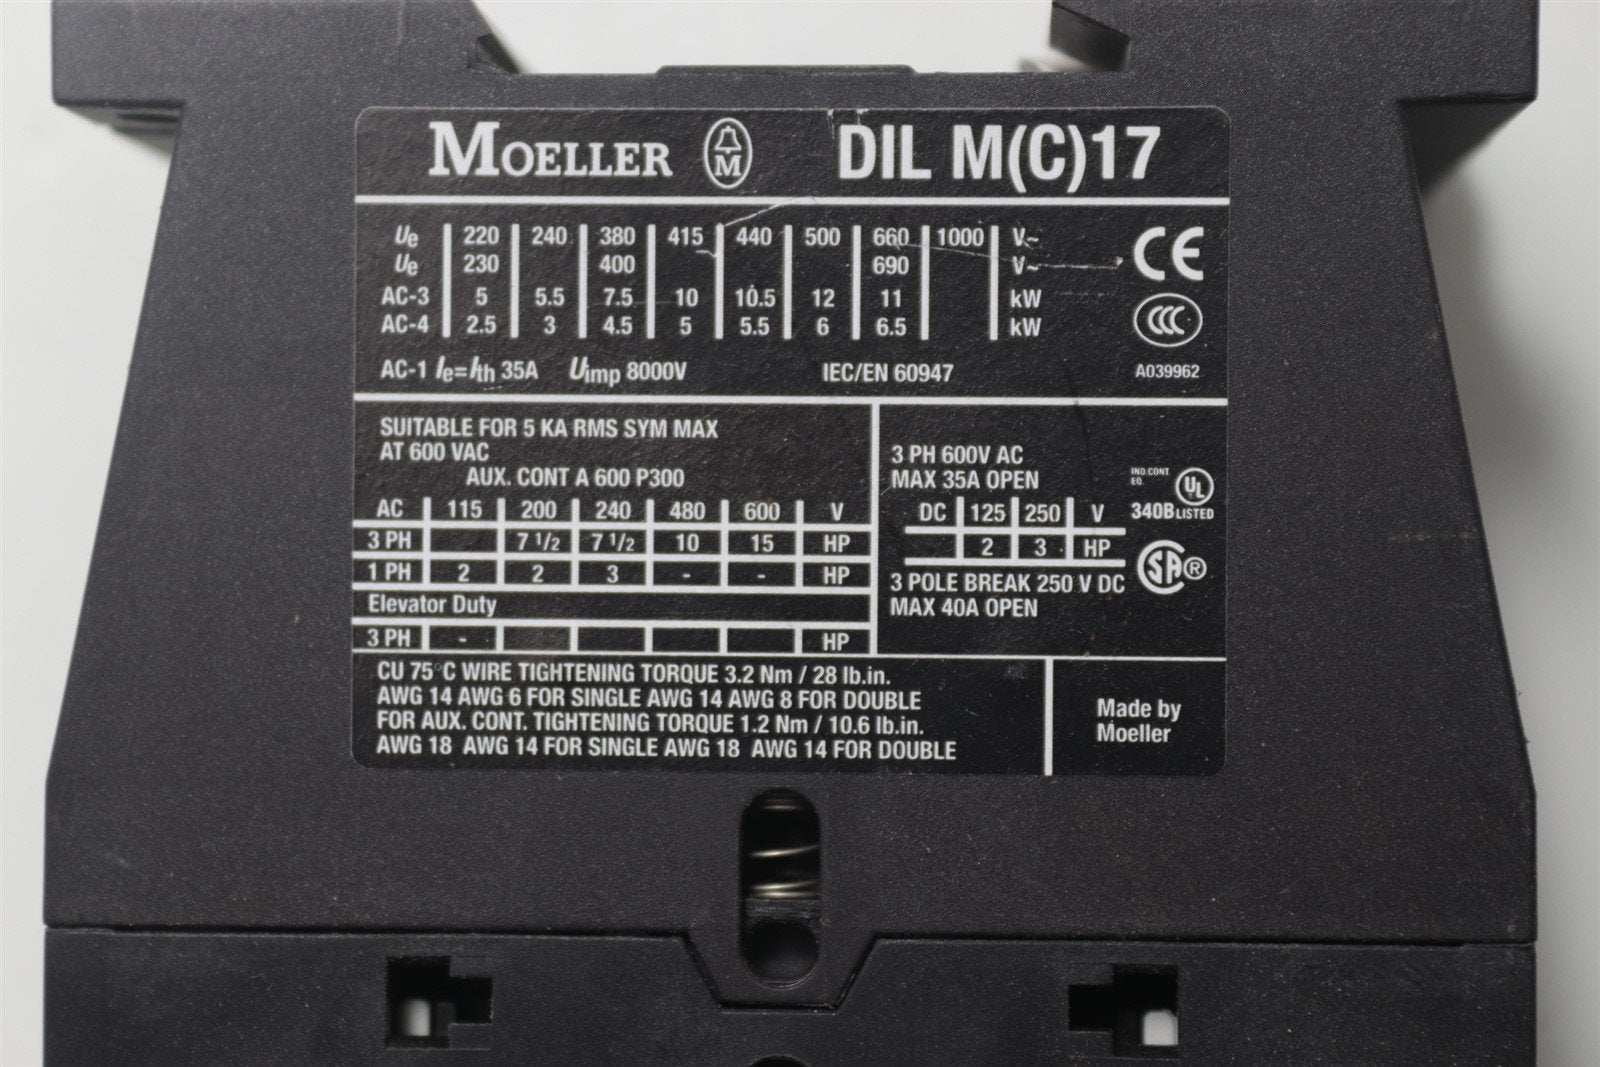 MOELLER M DIL M(C)17
Ue 220 240 380 415 440 500 660 1000 V~
Ue 230 400 690 V~
AC-3 5 5.5 7.5 10 10.5 12 11 kW
AC-4 2.5 3 4.5 5 5.5 6 6.5 kW
AC-1 Ie=Ith 35A Uimp 8000V IEC/EN 60947
CE
CCC
A039962
SUITABLE FOR 5 KA RMS SYM MAX
AT 600 VAC
AUX. CONT A 600 P300
AC 115 200 240 480 600 V
3 PH 7 1/2 7 1/2 10 15 HP
1 PH 2 2 3 - - HP
Elevator Duty
3 PH - HP
3 PH 600V AC
MAX 35A OPEN
DC 125 250 V
2 3 HP
3 POLE BREAK 250 V DC
MAX 40A OPEN
IND.CONT
EQ.
UL
340B LISTED
SA ®
CU 75°C WIRE TIGHTENING TORQUE 3.2 Nm / 28 lb.in.
AWG 14 AWG 6 FOR SINGLE AWG 14 AWG 8 FOR DOUBLE
FOR AUX. CONT. TIGHTENING TORQUE 1.2 Nm / 10.6 lb.in.
AWG 18 AWG 14 FOR SINGLE AWG 18 AWG 14 FOR DOUBLE
Made by
Moeller